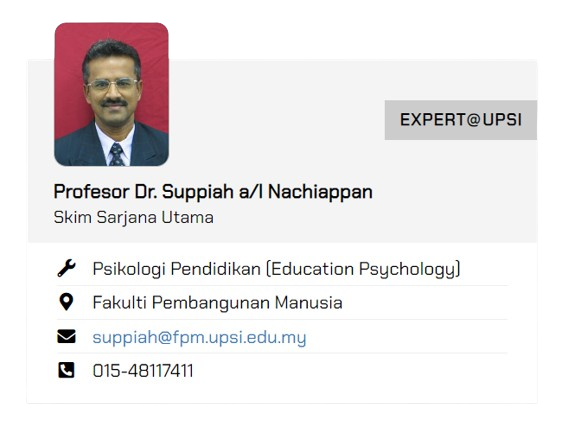 EXPERT@UPSI
Profesor Dr. Suppiah a/l Nachiappan
Skim Sarjana Utama
Psikologi Pendidikan (Education Psychology)
Fakulti Pembangunan Manusia
suppiah@fpm.upsi.edu.my
015-48117411